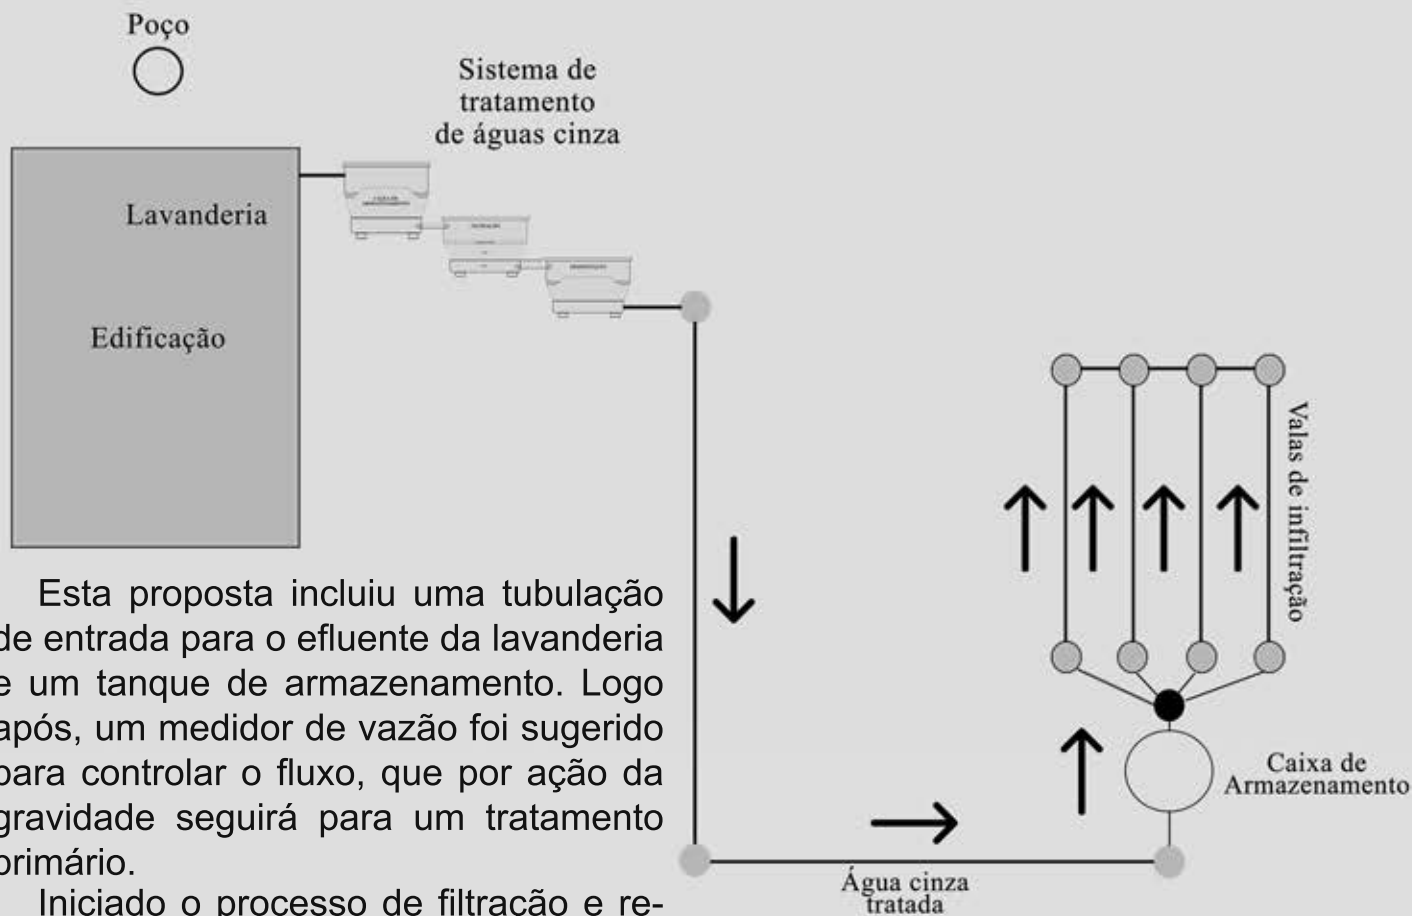 Poço
Sistema de
tratamento
de águas cinza
Lavanderia
Edificação
Valas de infiltração
Caixa de
Armazenamento
Água cinza
tratada
Esta proposta incluiu uma tubulação
de entrada para o efluente da lavanderia
e um tanque de armazenamento. Logo
após, um medidor de vazão foi sugerido
para controlar o fluxo, que por ação da
gravidade seguirá para um tratamento
primário.
Iniciado o processo de filtração e re-